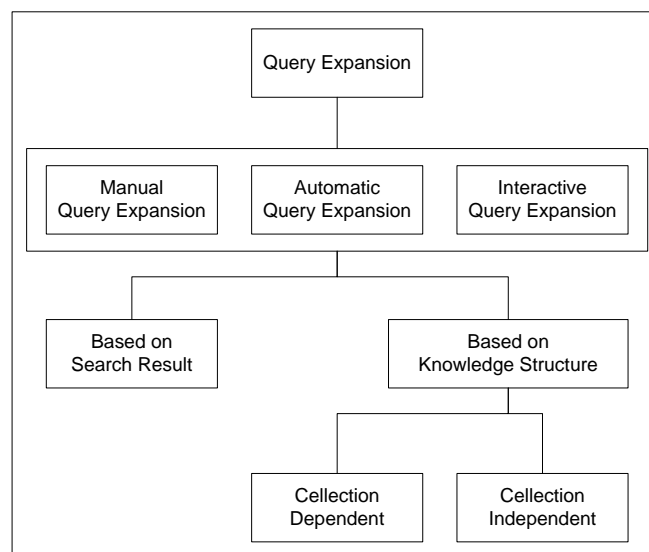 Query Expansion
Manual
Query Expansion
Automatic
Query Expansion
Interactive
Query Expansion
Based on
Search Result
Based on
Knowledge Structure
Cellection
Dependent
Cellection
Independent